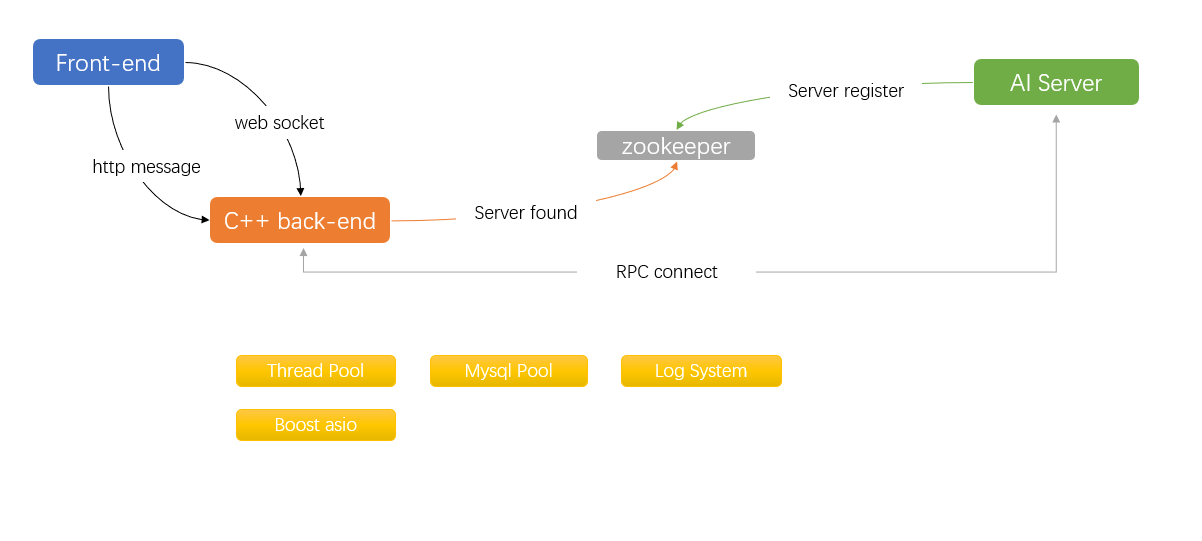 Front-end
AI Server
Server register
web socket
zookeeper
http message
C++ back-end
Server found
RPC connect
Thread Pool
Mysql Pool
Log System
Boost asio